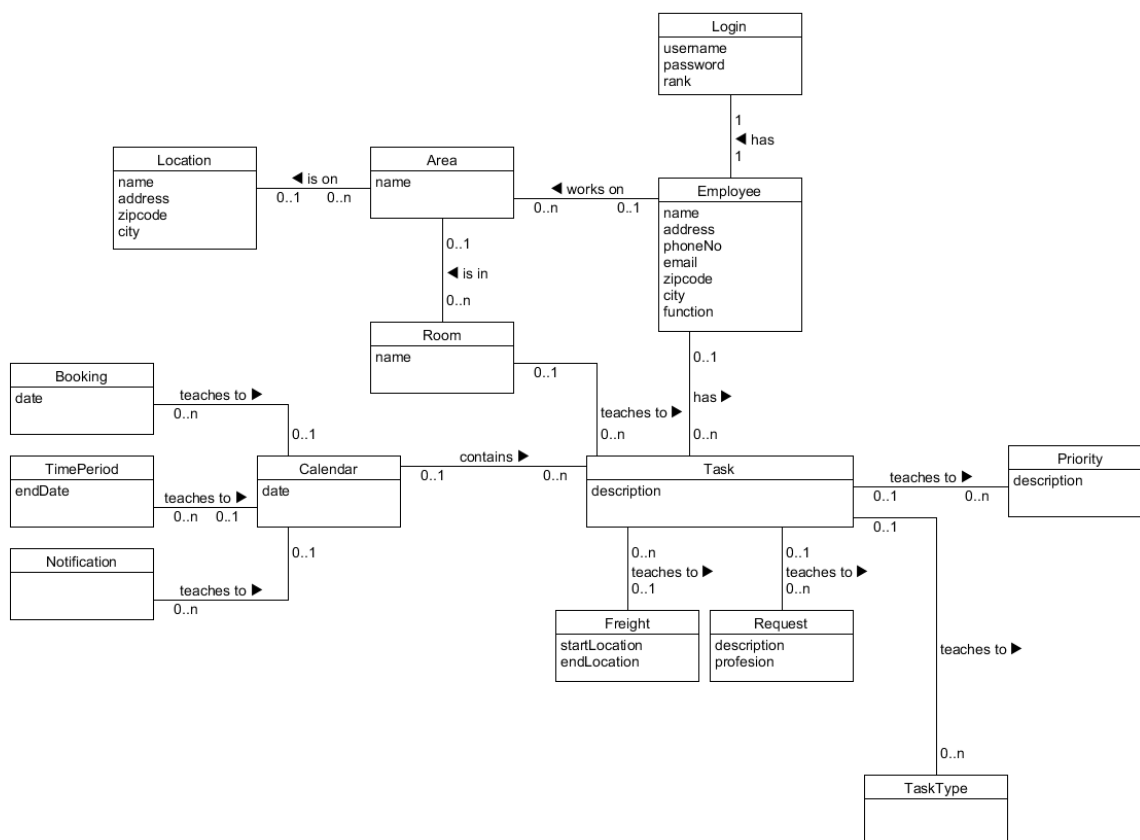 Login
username
password
rank
1
◄ has
1
Location
name
address
zipcode
city
◄ is on
0..1 0..n
Area
name
◄ works on
0..n 0..1
Employee
name
address
phoneNo
email
zipcode
city
function
0..1
◄ is in
0..n
Room
name
0..1
teaches to ►
0..n
0..1
has ►
0..n
Booking
date
teaches to ►
0..n
0..1
TimePeriod
endDate
teaches to ►
0..n 0..1
Calendar
date
contains ►
0..1 0..n
Task
description
teaches to ►
0..1 0..n
Priority
description
0..1
Notification
teaches to ►
0..n
0..1
0..n
teaches to ►
0..1
Freight
startLocation
endLocation
0..1
teaches to ►
0..n
Request
description
profesion
teaches to ►
0..n
TaskType